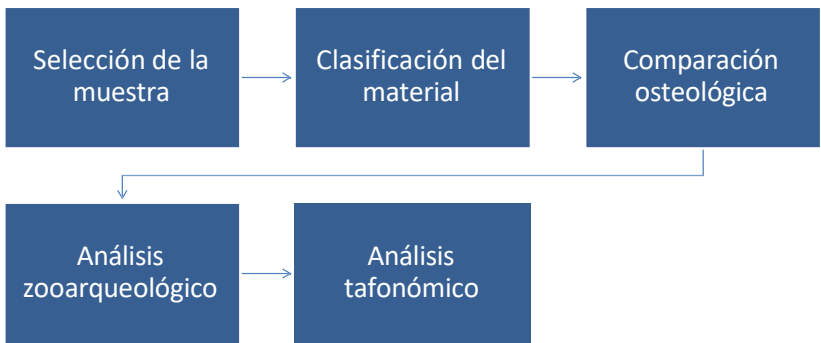 Selección de la
muestra
Clasificación del
material
Comparación
osteológica
Análisis
zooarqueológico
Análisis
tafonómico